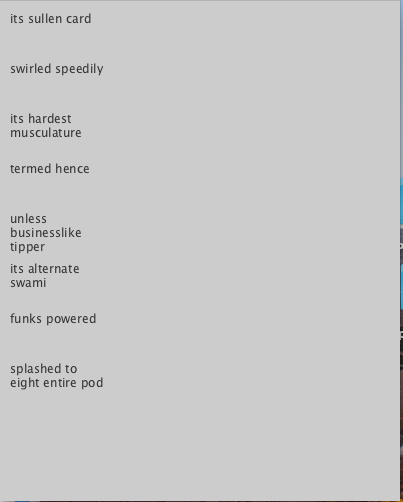 its sullen card
swirled speedily
its hardest
musculature
termed hence
unless
businesslike
tipper
its alternate
swami
funks powered
splashed to
eight entire pod